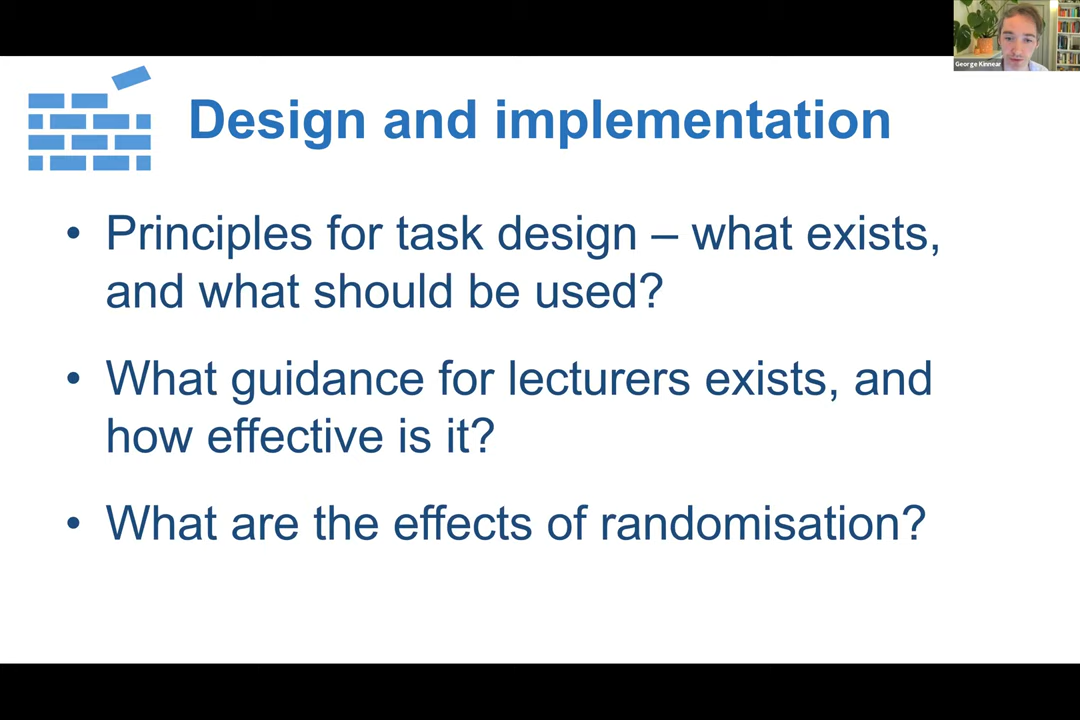 George Kinnear
Design and implementation
• Principles for task design – what exists,
and what should be used?
• What guidance for lecturers exists, and
how effective is it?
• What are the effects of randomisation?